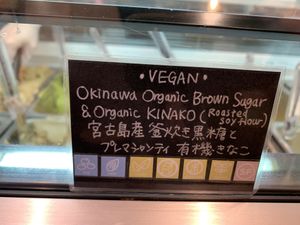 • VEGAN •
Okinawa Organic Brown Sugar
& Organic KINAKO (Roasted soy flour)
宮古島産 釜炊き黒糖と
プレマシャンティ 有機きなこ